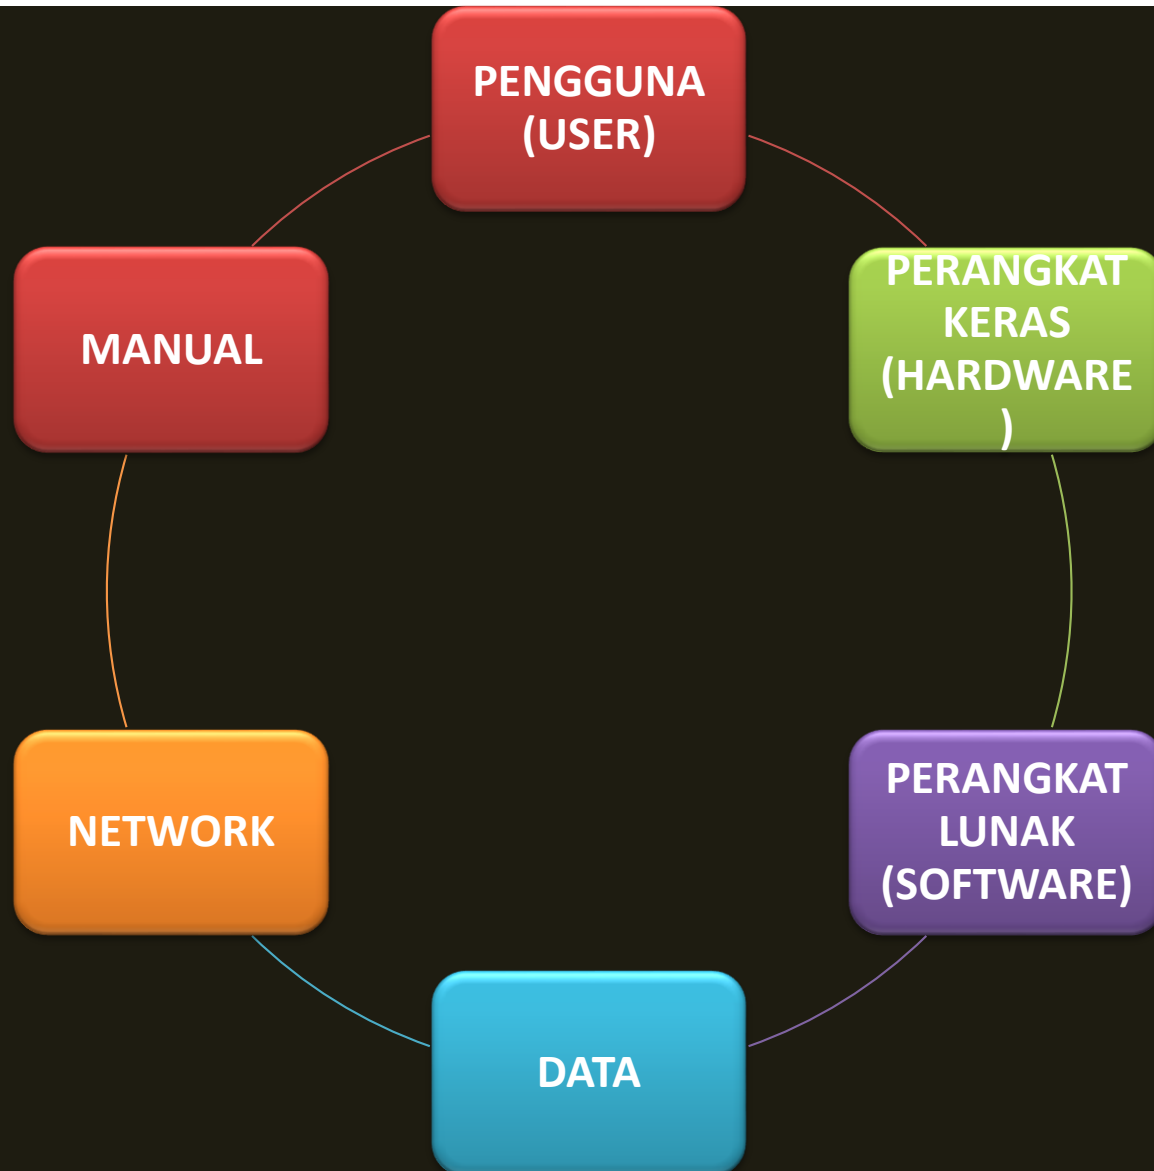 PENGGUNA
(USER)
PERANGKAT
KERAS
(HARDWARE
)
PERANGKAT
LUNAK
(SOFTWARE)
DATA
NETWORK
MANUAL